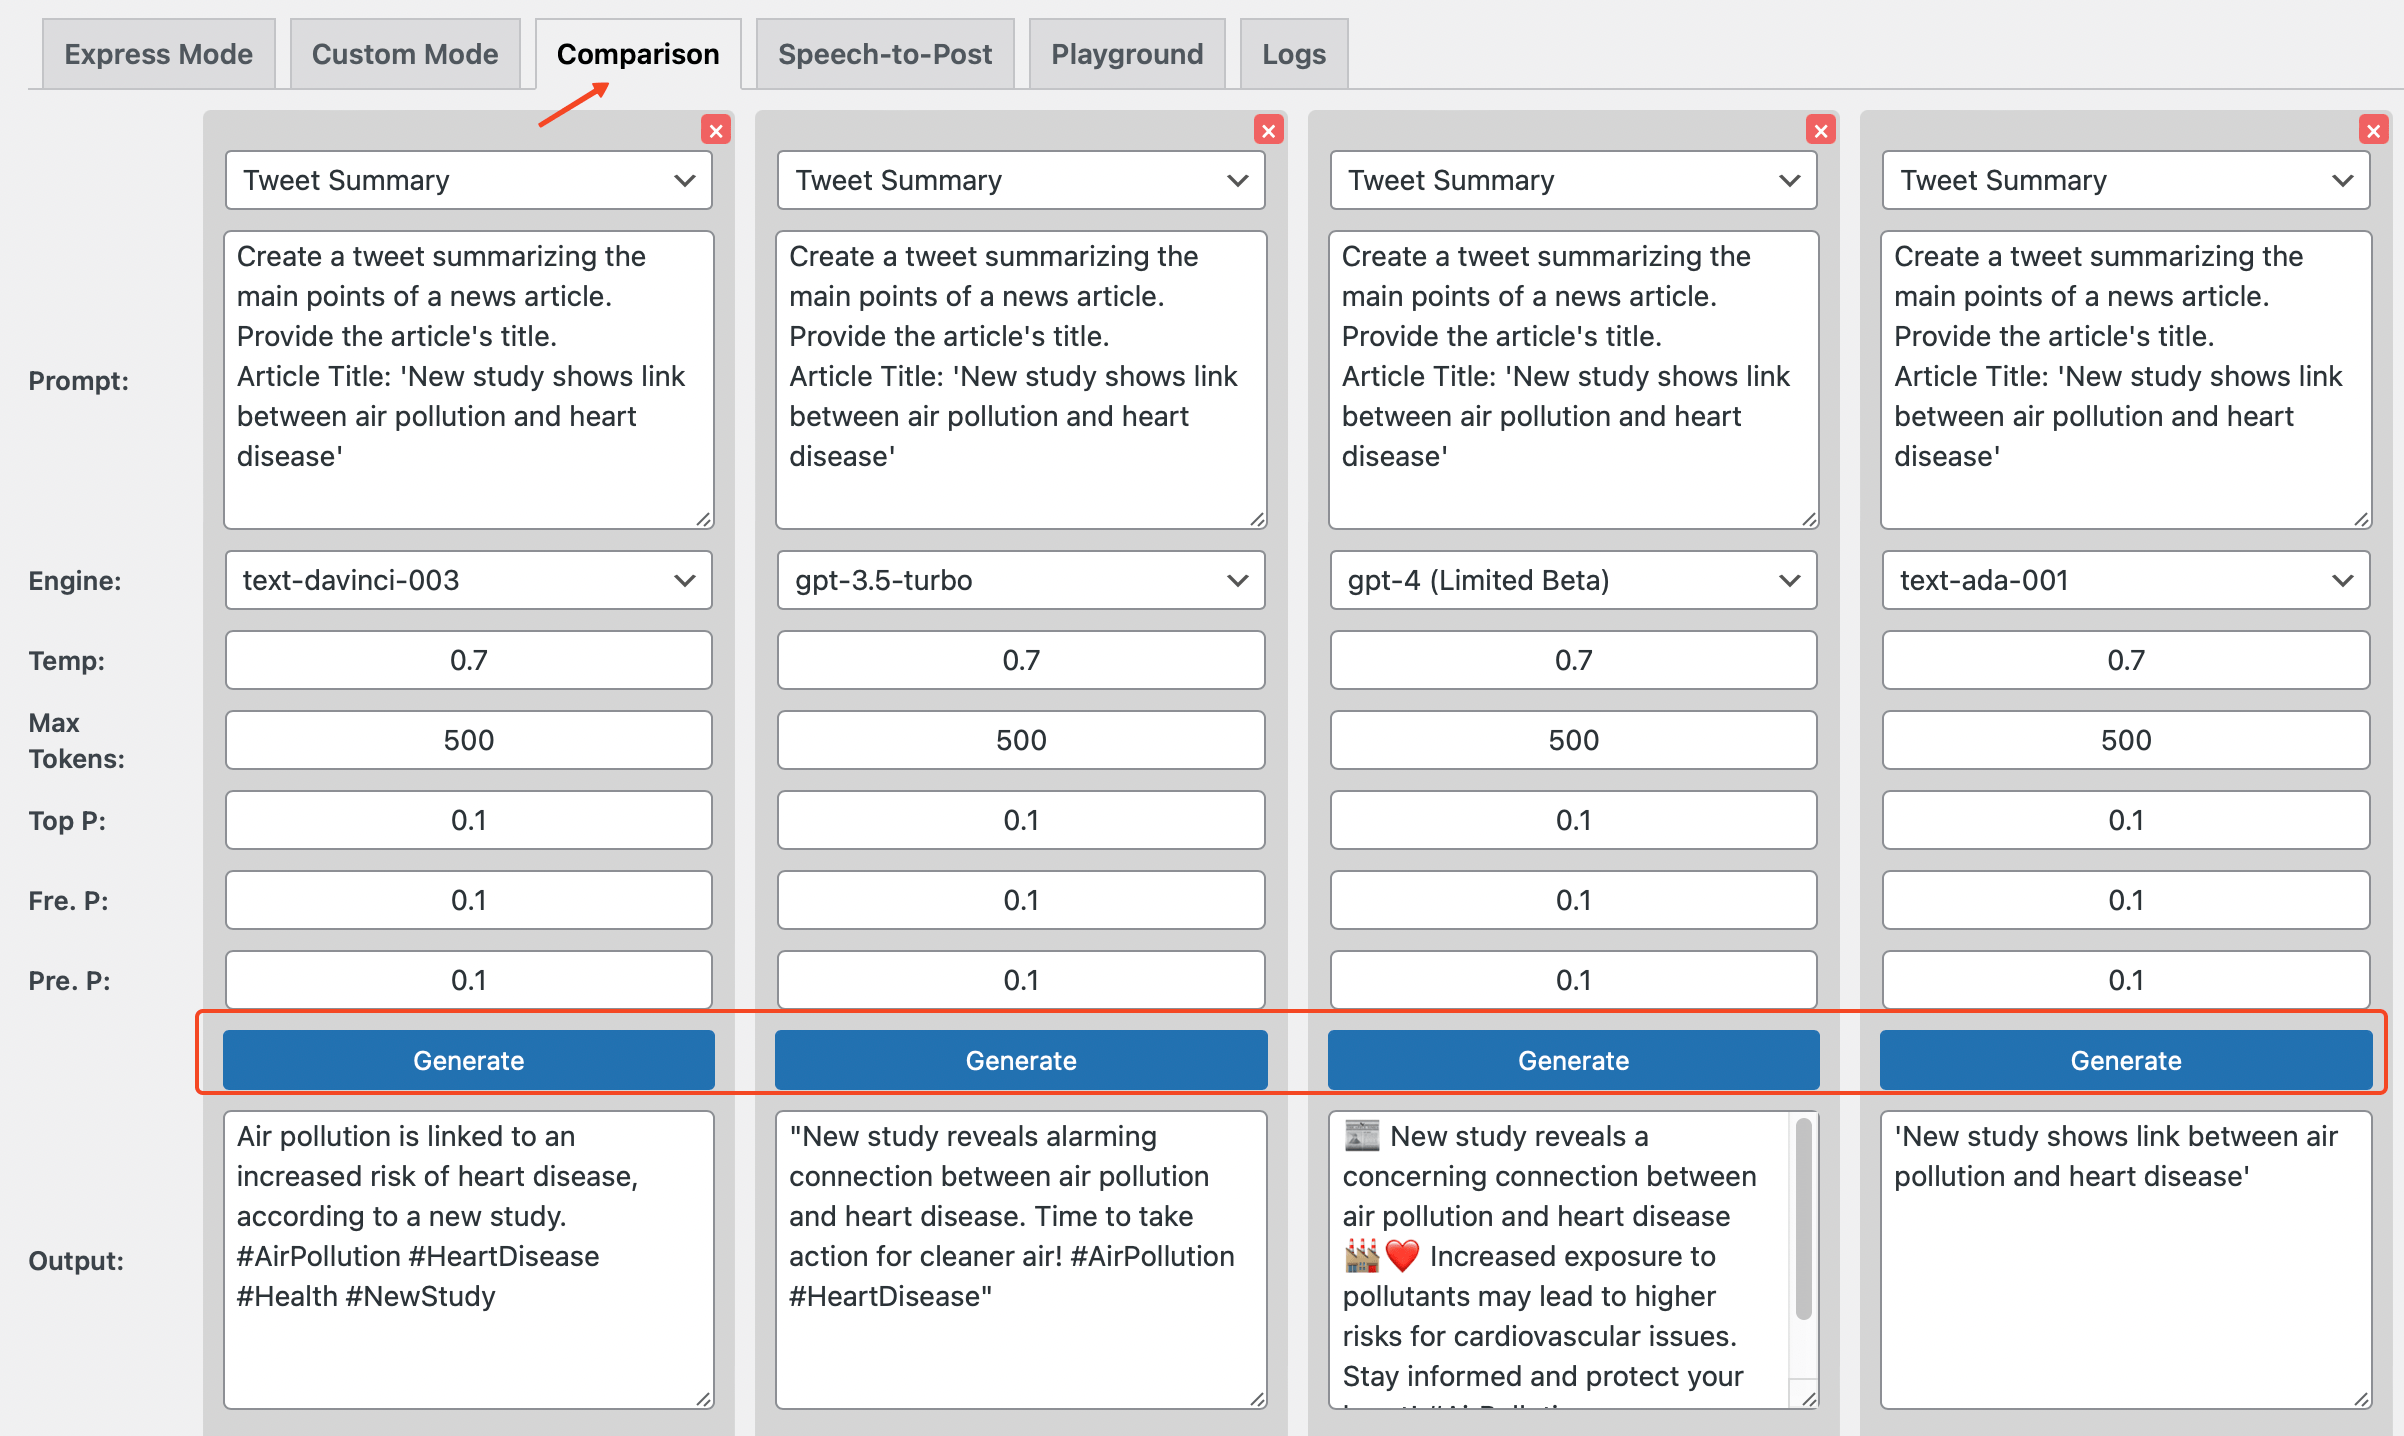 Express Mode
Custom Mode
Comparison
Speech-to-Post
Playground
Logs
Tweet Summary
Tweet Summary
Tweet Summary
Tweet Summary
Prompt:
Create a tweet summarizing the
main points of a news article.
Provide the article's title.
Article Title: 'New study shows link
between air pollution and heart
disease'
Create a tweet summarizing the
main points of a news article.
Provide the article's title.
Article Title: 'New study shows link
between air pollution and heart
disease'
Create a tweet summarizing the
main points of a news article.
Provide the article's title.
Article Title: 'New study shows link
between air pollution and heart
disease'
Create a tweet summarizing the
main points of a news article.
Provide the article's title.
Article Title: 'New study shows link
between air pollution and heart
disease'
Engine:
text-davinci-003
gpt-3.5-turbo
gpt-4 (Limited Beta)
text-ada-001
Temp:
0.7
0.7
0.7
0.7
Max
Tokens:
500
500
500
500
Top P:
0.1
0.1
0.1
0.1
Fre. P:
0.1
0.1
0.1
0.1
Pre. P:
0.1
0.1
0.1
0.1
Generate
Generate
Generate
Generate
Output:
Air pollution is linked to an
increased risk of heart disease,
according to a new study.
#AirPollution #HeartDisease
#Health #NewStudy
"New study reveals alarming
connection between air pollution
and heart disease. Time to take
action for cleaner air! #AirPollution
#HeartDisease"
📰 New study reveals a
concerning connection between
air pollution and heart disease
🏭❤️ Increased exposure to
pollutants may lead to higher
risks for cardiovascular issues.
Stay informed and protect your
'New study shows link between air
pollution and heart disease'